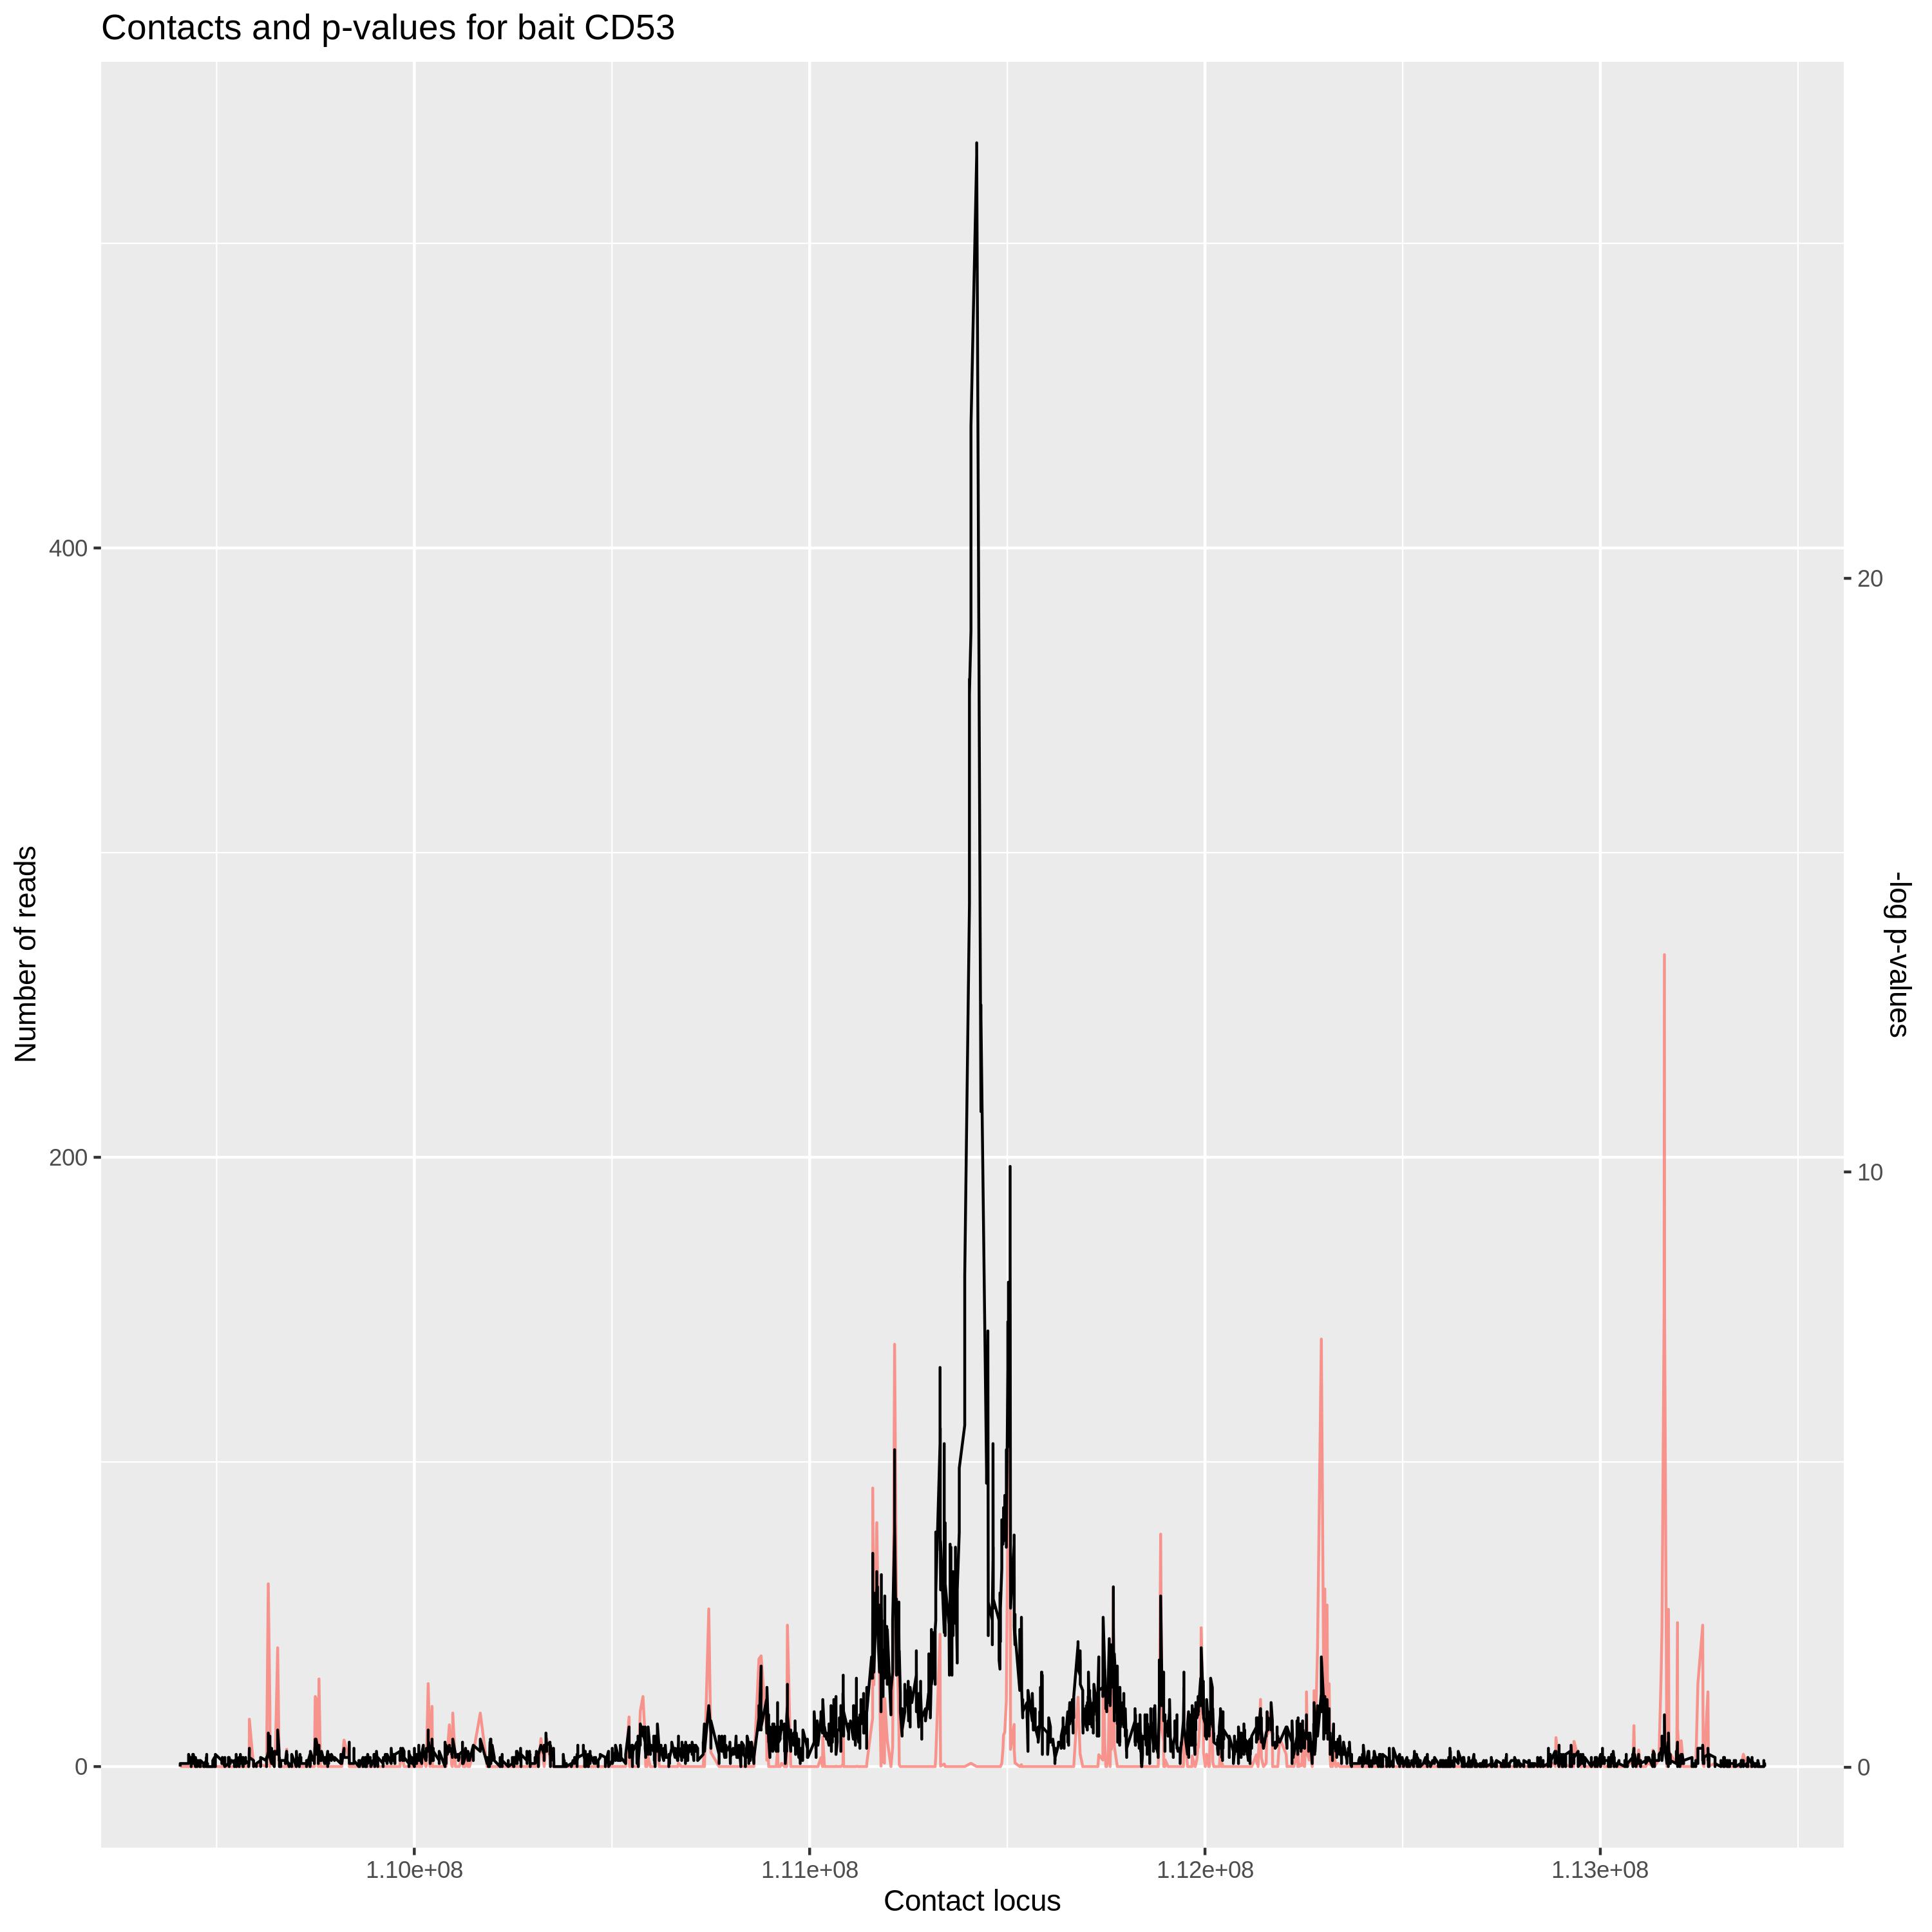 Contacts and p-values for bait CD53
Number of reads
400
200
0
20
10
0
-log p-values
1.10e+08
1.11e+08
1.12e+08
1.13e+08
Contact locus